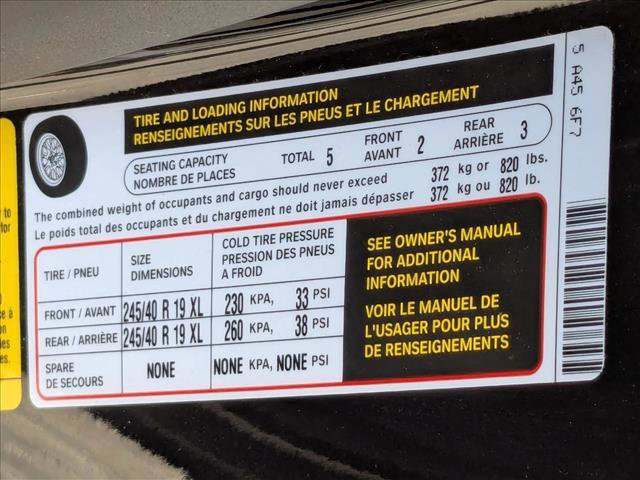 TIRE AND LOADING INFORMATION
RENSEIGNEMENTS SUR LES PNEUS ET LE CHARGEMENT
SEATING CAPACITY
NOMBRE DE PLACES
TOTAL 5
FRONT
AVANT 2
REAR
ARRIÈRE 3
The combined weight of occupants and cargo should never exceed 372 kg or 820 lbs.
Le poids total des occupants et du chargement ne doit jamais dépasser 372 kg ou 820 lb.
TIRE / PNEU
SIZE
DIMENSIONS
COLD TIRE PRESSURE
PRESSION DES PNEUS
A FROID
FRONT / AVANT 245/40 R 19 XL 230 KPA, 33 PSI
REAR / ARRIÈRE 245/40 R 19 XL 260 KPA, 38 PSI
SPARE
DE SECOURS
NONE NONE KPA, NONE PSI
SEE OWNER'S MANUAL
FOR ADDITIONAL
INFORMATION
VOIR LE MANUEL DE
L'USAGER POUR PLUS
DE RENSEIGNEMENTS
5 A45 6F7